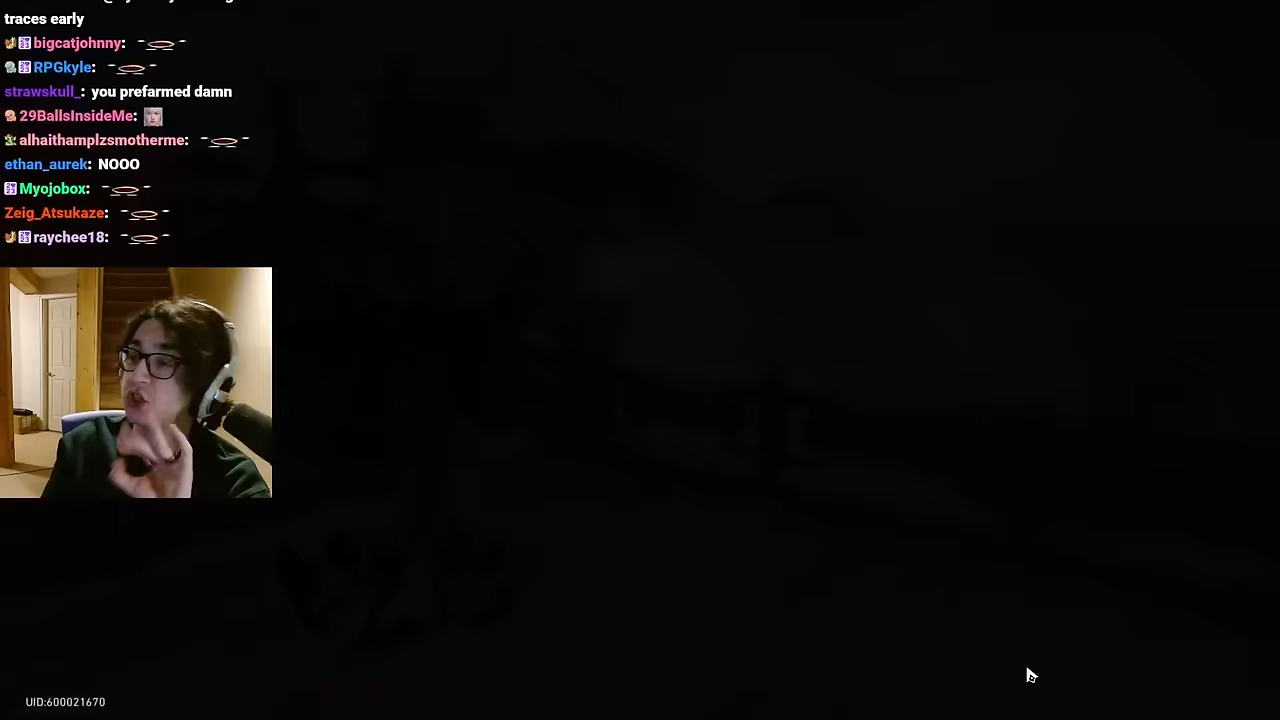 traces early
bigcatjohnny:
RPGkyle:
strawskull_: you prefarmed damn
29BallsInsideMe:
alhaithamplzsmotherme:
ethan_aurek: NOOO
Myojobox:
Zeig_Atsukaze:
raychee18:
UID:600021670